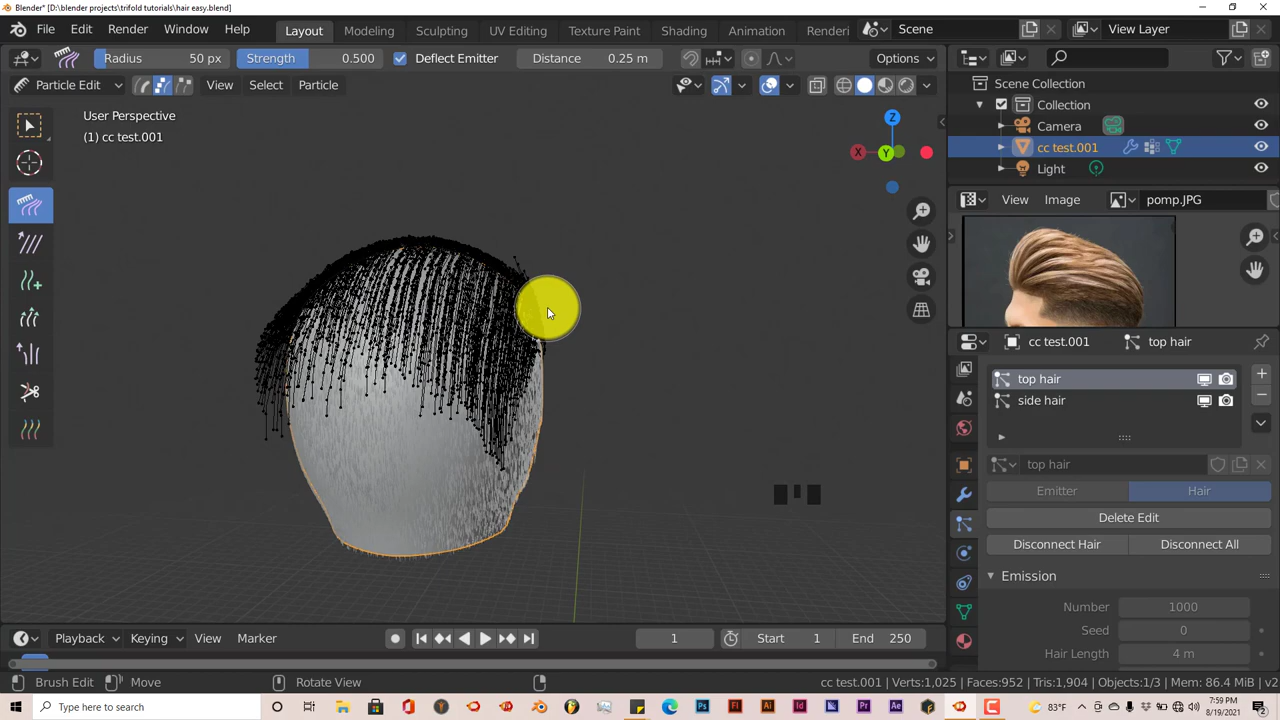 Blender* [D:\blender projects\trifold tutorials\hair easy.blend]
File Edit Render Window Help Layout Modeling Sculpting UV Editing Texture Paint Shading Animation Renderi Scene View Layer
Radius 50 px Strength 0.500 Deflect Emitter Distance 0.25 m Options
Particle Edit View Select Particle
User Perspective
(1) cc test.001
Z
X
Y
Scene Collection
Collection
Camera
cc test.001
Light
View Image pomp.JPG
cc test.001 top hair
top hair
side hair
top hair
Emitter Hair
Delete Edit
Disconnect Hair Disconnect All
Emission
Number 1000
Seed 0
Hair Length 4 m
Playback Keying View Marker 1 Start 1 End 250
Brush Edit Move Rotate View cc test.001 | Verts:1,025 | Faces:952 | Tris:1,904 | Objects:1/3 | Mem: 86.4 MiB | v2
Type here to search
83°F
7:59 PM
8/19/2021